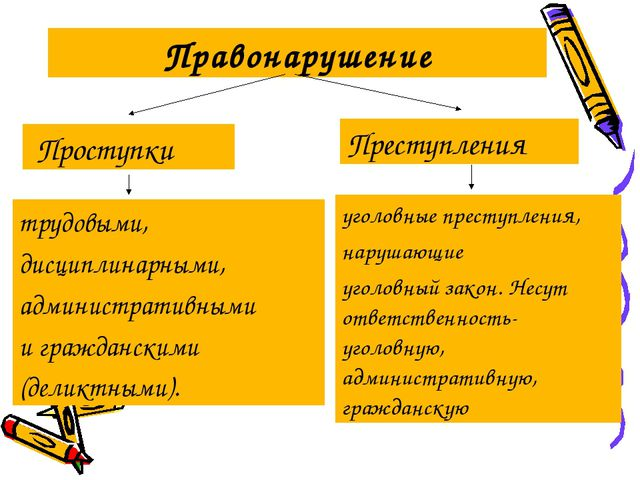 Правонарушение
Проступки
Преступления
трудовыми,
дисциплинарными,
административными
и гражданскими
(деликтными).
уголовные преступления,
нарушающие
уголовный закон. Несут
ответственность-
уголовную,
административную,
гражданскую